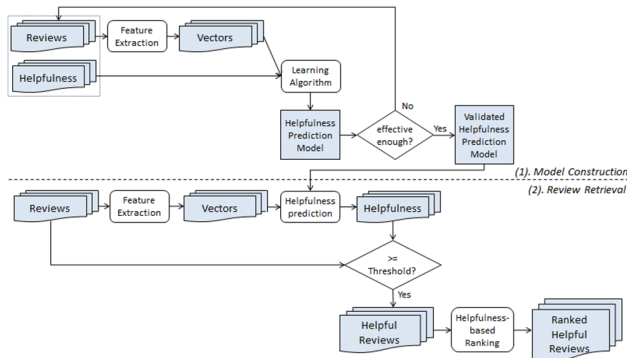 Reviews
Feature
Extraction
Vectors
Helpfulness
Learning
Algorithm
No
Helpfulness
Prediction
Model
effective
enough?
Yes
Validated
Helpfulness
Prediction
Model
(1). Model Construction
(2). Review Retrieval
Reviews
Feature
Extraction
Vectors
Helpfulness
prediction
Helpfulness
>=
Threshold?
Yes
Helpful
Reviews
Helpfulness-
based
Ranking
Ranked
Helpful
Reviews